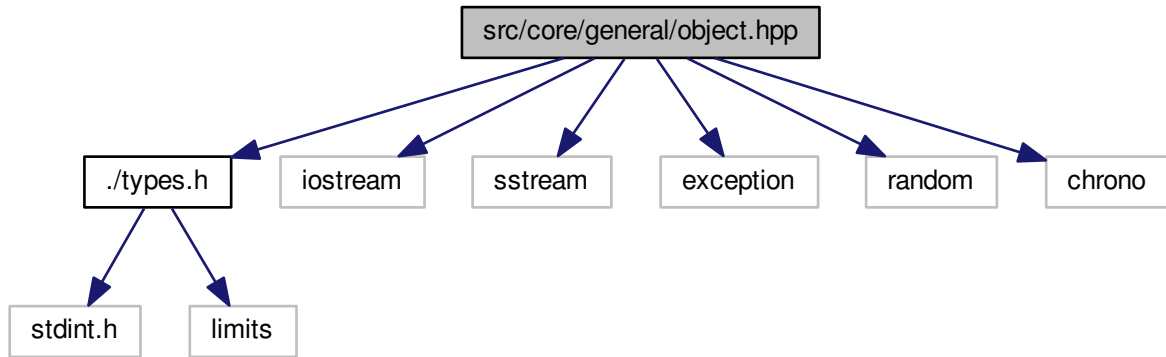 src/core/general/object.hpp
./types.h
iostream
sstream
exception
random
chrono
stdint.h
limits